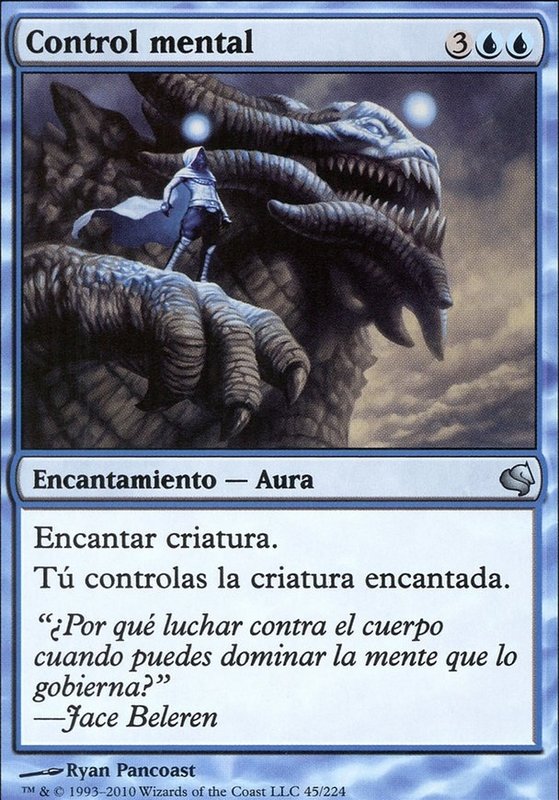 Control mental
3
Encantamiento — Aura
Encantar criatura.
Tú controlas la criatura encantada.
“¿Por qué luchar contra el cuerpo
cuando puedes dominar la mente que lo
gobierna?”
—Jace Beleren
Ryan Pancoast
™ & © 1993–2010 Wizards of the Coast LLC 45/224